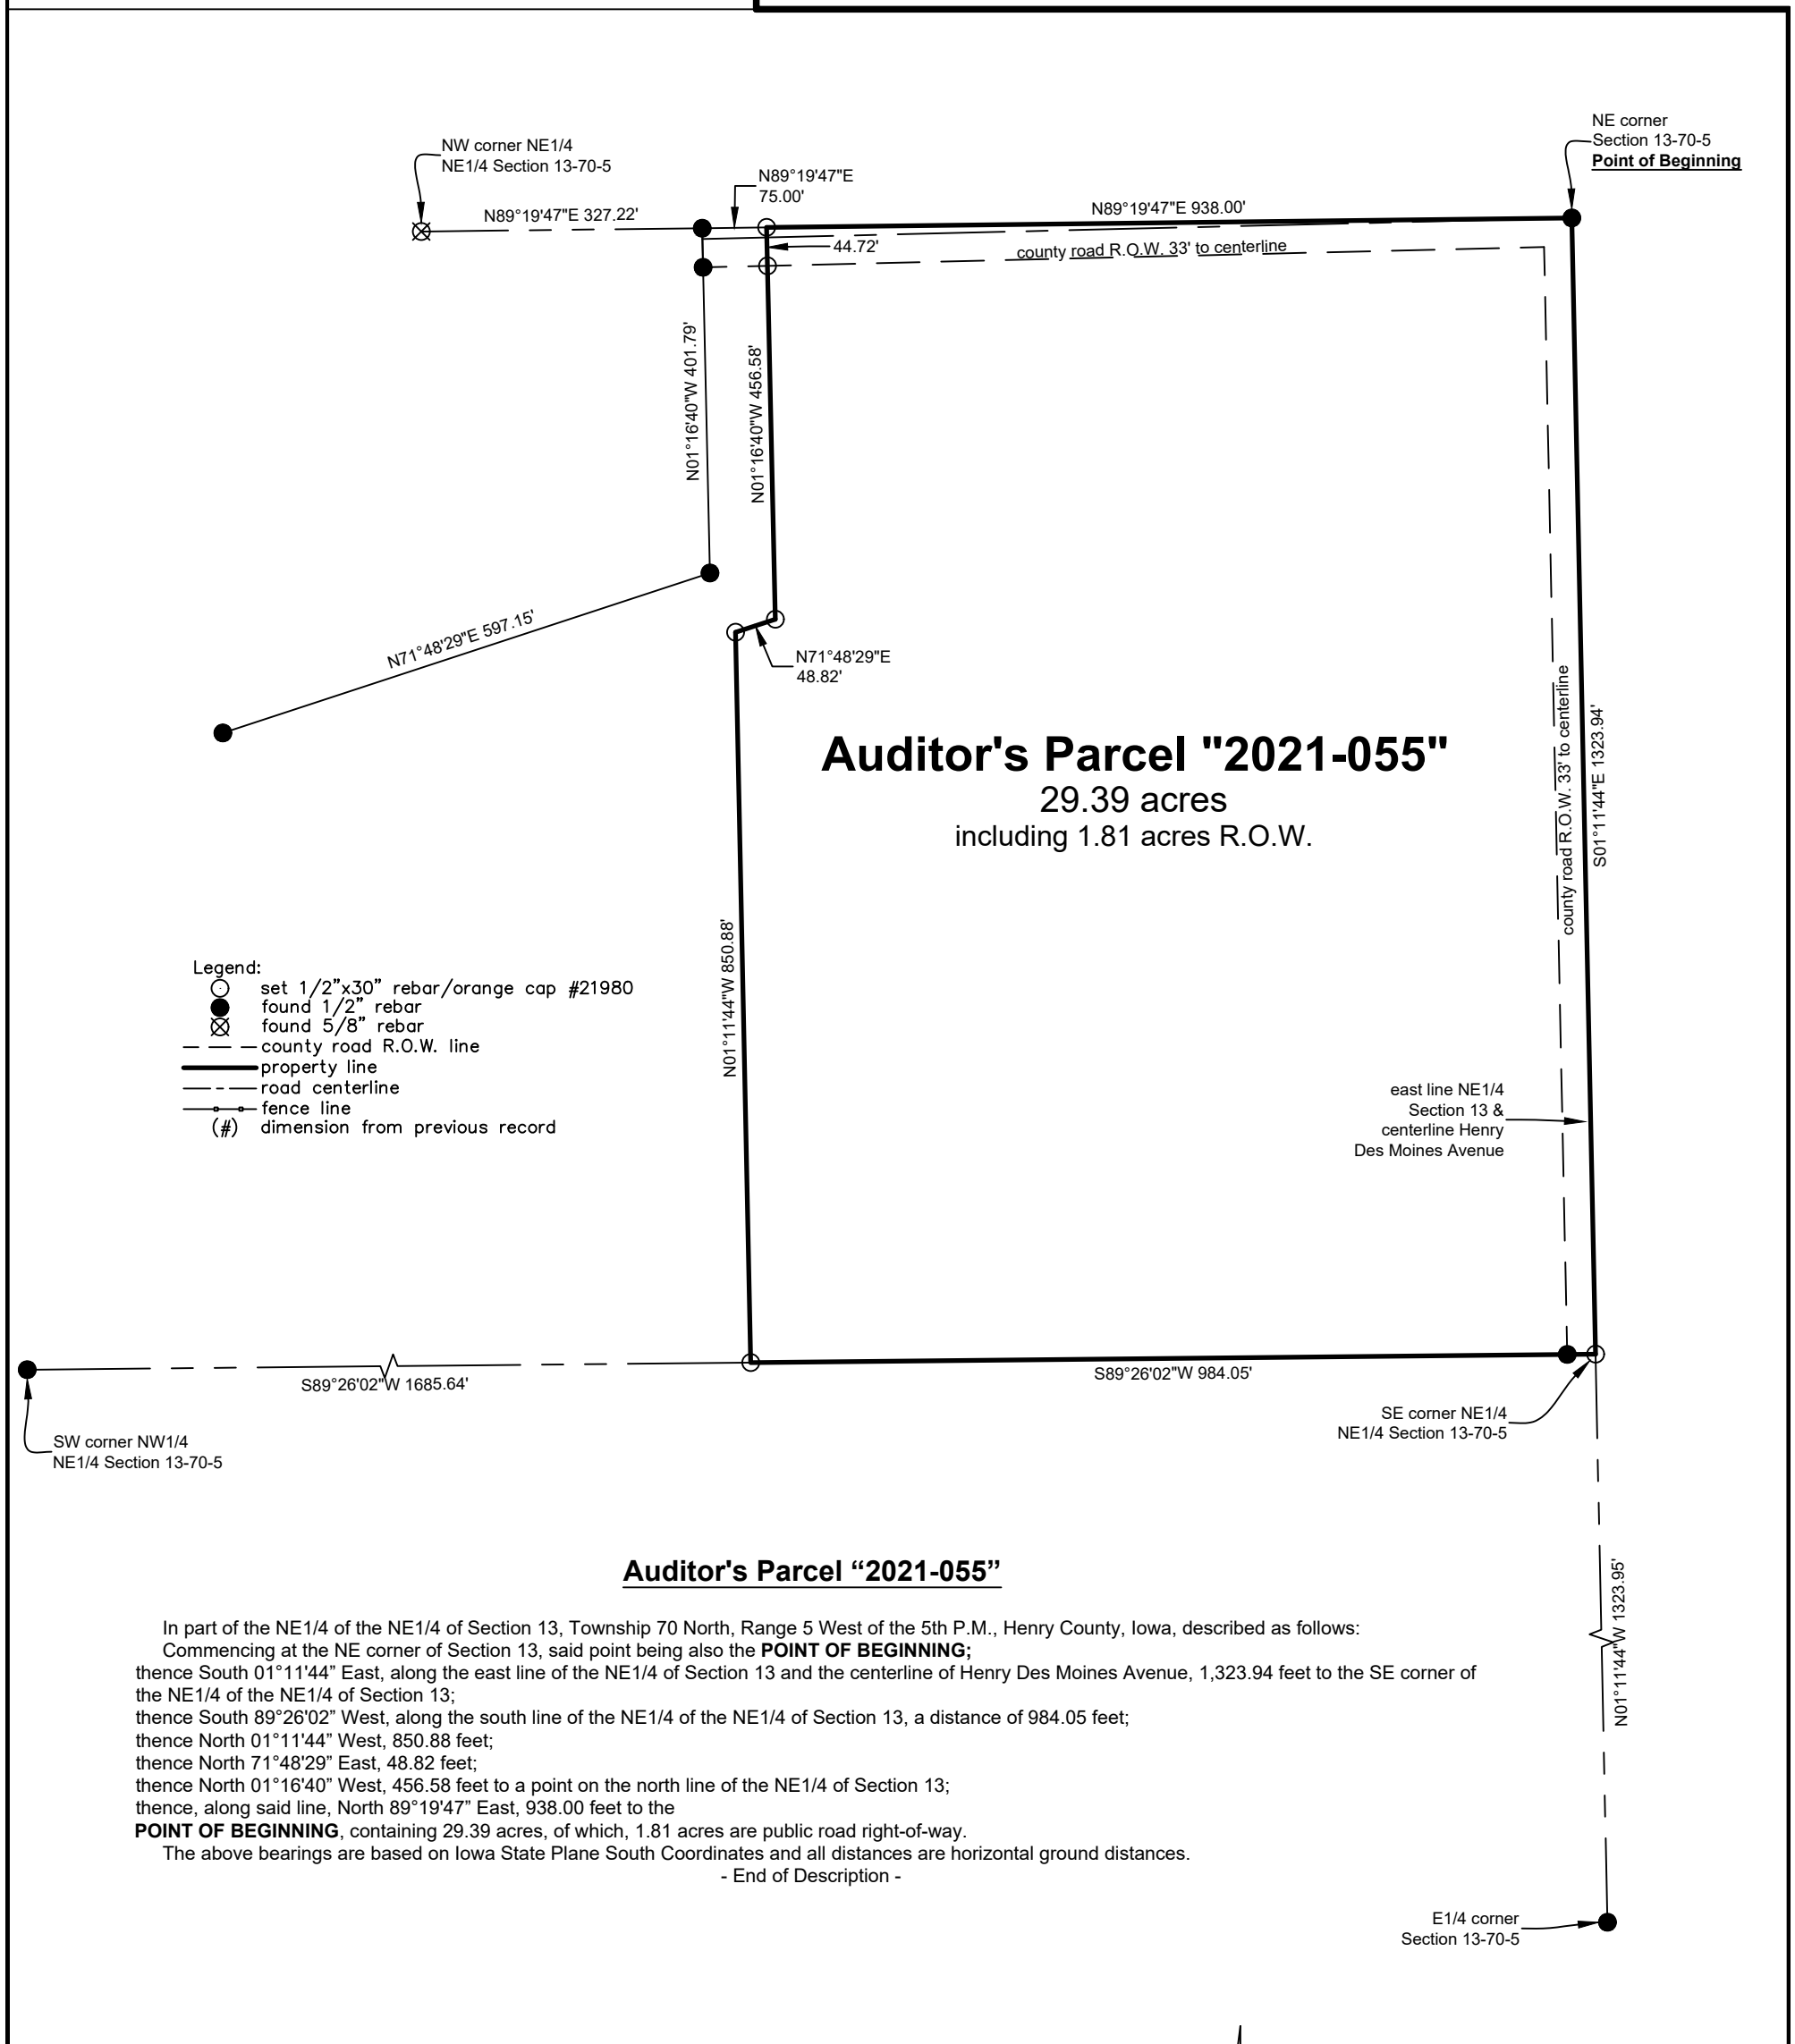 NE corner
Section 13-70-5
Point of Beginning
NW corner NE1/4
NE1/4 Section 13-70-5
N89°19'47"E
75.00'
N89°19'47"E 327.22'
N89°19'47"E 938.00'
44.72'
county road R.O.W. 33' to centerline
N01°16'40"W 401.79'
N01°16'40"W 456.58'
N71°48'29"E 597.15'
N71°48'29"E
48.82'
Auditor's Parcel "2021-055"
29.39 acres
including 1.81 acres R.O.W.
county road R.O.W. 33' to centerline
S01°11'44"E 1323.94'
N01°11'44"W 850.88'
Legend:
set 1/2"x30" rebar/orange cap #21980
found 1/2" rebar
found 5/8" rebar
county road R.O.W. line
property line
road centerline
fence line
(#) dimension from previous record
east line NE1/4
Section 13 &
centerline Henry
Des Moines Avenue
S89°26'02"W 1685.64'
S89°26'02"W 984.05'
SE corner NE1/4
NE1/4 Section 13-70-5
SW corner NW1/4
NE1/4 Section 13-70-5
N01°11'44"W 1323.95'
Auditor's Parcel “2021-055”
In part of the NE1/4 of the NE1/4 of Section 13, Township 70 North, Range 5 West of the 5th P.M., Henry County, Iowa, described as follows:
Commencing at the NE corner of Section 13, said point being also the POINT OF BEGINNING;
thence South 01°11'44” East, along the east line of the NE1/4 of Section 13 and the centerline of Henry Des Moines Avenue, 1,323.94 feet to the SE corner of
the NE1/4 of the NE1/4 of Section 13;
thence South 89°26'02” West, along the south line of the NE1/4 of the NE1/4 of Section 13, a distance of 984.05 feet;
thence North 01°11'44” West, 850.88 feet;
thence North 71°48'29” East, 48.82 feet;
thence North 01°16'40” West, 456.58 feet to a point on the north line of the NE1/4 of Section 13;
thence, along said line, North 89°19'47” East, 938.00 feet to the
POINT OF BEGINNING, containing 29.39 acres, of which, 1.81 acres are public road right-of-way.
The above bearings are based on Iowa State Plane South Coordinates and all distances are horizontal ground distances.
- End of Description -
E1/4 corner
Section 13-70-5